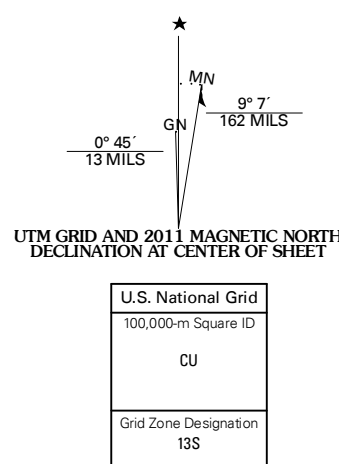 MN
GN
9° 7´
162 MILS
0° 45´
13 MILS
UTM GRID AND 2011 MAGNETIC NORTH
DECLINATION AT CENTER OF SHEET
U.S. National Grid
100,000-m Square ID
CU
Grid Zone Designation
13S